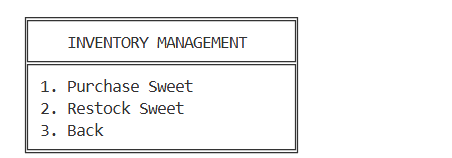 INVENTORY MANAGEMENT
1. Purchase Sweet
2. Restock Sweet
3. Back